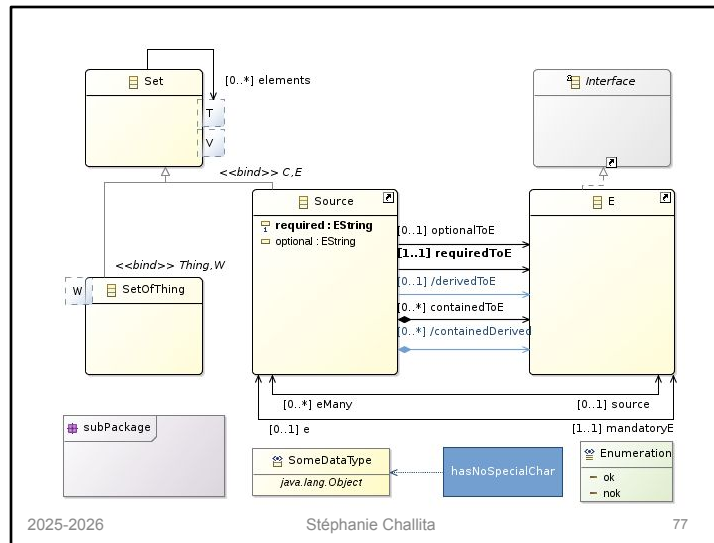 Set
[0..*] elements
T
V
Interface
<<bind>> C,E
Source
required : EString
optional : EString
E
[0..1] optionalToE
[1..1] requiredToE
[0..1] /derivedToE
[0..*] containedToE
[0..*] /containedDerived
<<bind>> Thing,W
W
SetOfThing
[0..*] eMany
[0..1] source
[0..1] e
[1..1] mandatoryE
subPackage
SomeDataType
java.lang.Object
hasNoSpecialChar
Enumeration
ok
nok
2025-2026
Stéphanie Challita
77